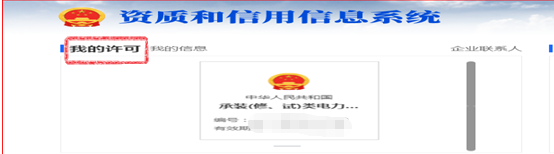 资质和信用信息系统
我的许可 我的信息 企业联系人
中华人民共和国
承装(修、试)类电力...
编号:
有效期